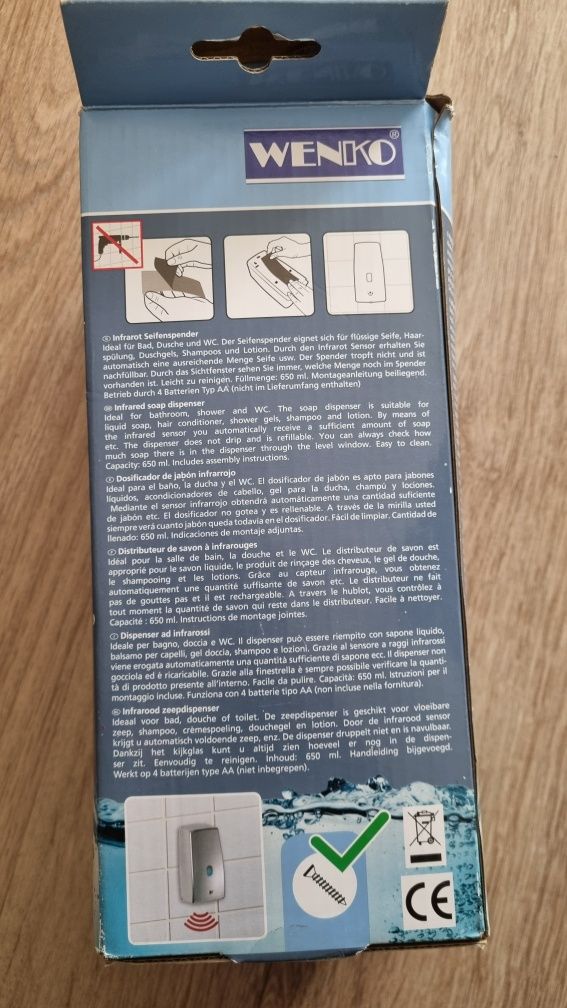 WENKO®
Infrarot Seifenspender
Ideal für Bad, Dusche und WC. Der Seifenspender eignet sich für flüssige Seife, Haar-
spülung, Duschgels, Shampoos und Lotion. Durch den Infrarot Sensor erhalten Sie
automatisch eine ausreichende Menge Seife usw. Der Spender tropft nicht und ist
nachfüllbar. Durch das Sichtfenster sehen Sie immer, welche Menge noch im Spender
vorhanden ist. Leicht zu reinigen. Füllmenge: 650 ml. Montageanleitung beiliegend.
Betrieb durch 4 Batterien Typ AA (nicht im Lieferumfang enthalten)
Infrared soap dispenser
Ideal for bathroom, shower and WC. The soap dispenser is suitable for
liquid soap, hair conditioner, shower gels, shampoo and lotion. By means of
the infrared sensor you automatically receive a sufficient amount of soap
etc. The dispenser does not drip and is refillable. You can always check how
much soap there is in the dispenser through the level window. Easy to clean.
Capacity: 650 ml. Includes assembly instructions.
Dosificador de jabón infrarrojo
Ideal para el baño, la ducha y el WC. El dosificador de jabón es apto para jabones
líquidos, acondicionadores de cabello, gel para la ducha, champú y lociones.
Mediante el sensor infrarrojo obtendrá automáticamente una cantidad suficiente
de jabón etc. El dosificador no gotea y es rellenable. A través de la mirilla usted
siempre verá cuanto jabón queda todavia en el dosificador. Fácil de limpiar. Cantidad de
llenado: 650 ml. Indicaciones de montaje adjuntas.
Distributeur de savon à infrarouges
Idéal pour la salle de bain, la douche et le WC. Le distributeur de savon est
approprié pour le savon liquide, le produit de rinçage des cheveux, le gel de douche,
le shampooing et les lotions. Grâce au capteur infrarouge, vous obtenez
automatiquement une quantité suffisante de savon etc. Le distributeur ne fait
pas de gouttes pas et il est rechargeable. A travers le hublot, vous contrôlez à
tout moment la quantité de savon qui reste dans le distributeur. Facile à nettoyer.
Capacité : 650 ml. Instructions de montage jointes.
Dispenser ad infrarossi
Ideale per bagno, doccia e WC. Il dispenser può essere riempito con sapone liquido,
balsamo per capelli, gel doccia, shampoo e lozioni. Grazie al sensore a raggi infrarossi
viene erogata automaticamente una quantità sufficiente di sapone ecc. Il dispenser non
gocciola ed è ricaricabile. Grazie alla finestrella è sempre possibile verificare la quanti-
tà di prodotto presente all'interno. Facile da pulire. Capacità: 650 ml. Istruzioni per il
montaggio incluse. Funziona con 4 batterie tipo AA (non incluse nella fornitura).
Infrarood zeepdispenser
Ideaal voor bad, douche of toilet. De zeepdispenser is geschikt voor vloeibare
zeep, shampoo, crèmespoeling, douchegel en lotion. Door de infrarood sensor
krijgt u automatisch voldoende zeep, enz. De dispenser druppelt niet en is navulbaar.
Dankzij het kijkglas kunt u altijd zien hoeveel er nog in de dispen-
ser zit. Eenvoudig te reinigen. Inhoud: 650 ml. Handleiding bijgevoegd.
Werkt op 4 batterijen type AA (niet inbegrepen).
CE